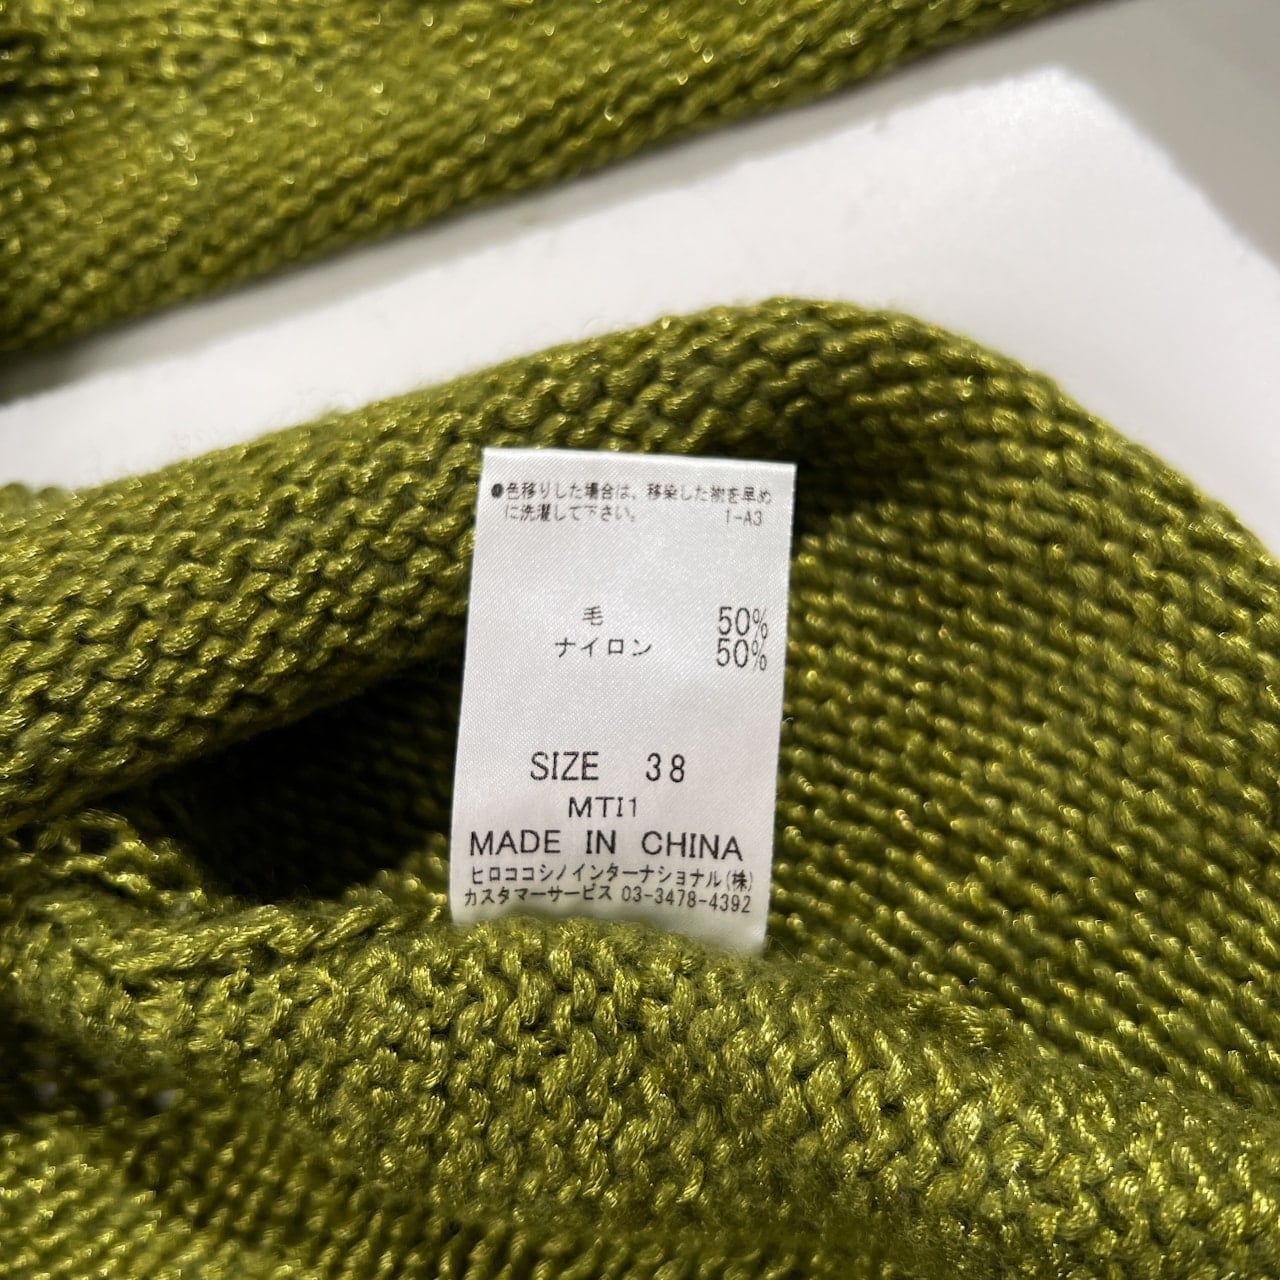 ●色移りした場合は、移染した物を早め
に洗濯して下さい。 1-A3
毛 50%
ナイロン 50%
SIZE 38
MTI1
MADE IN CHINA
ヒロココシノインターナショナル(株)
カスタマーサービス 03-3478-4392